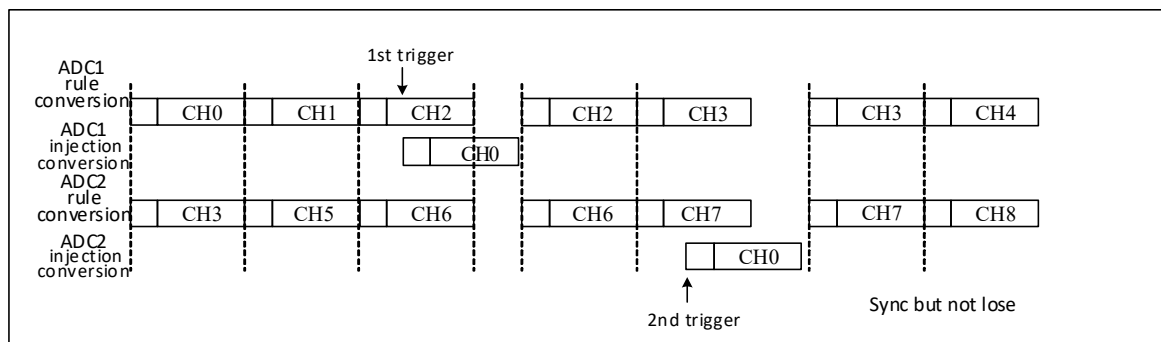 1st trigger
ADC1
rule
conversion
CH0 CH1 CH2 CH2 CH3 CH3 CH4
ADC1
injection
conversion
CH0
ADC2
rule
conversion
CH3 CH5 CH6 CH6 CH7 CH7 CH8
ADC2
injection
conversion
CH0
2nd trigger
Sync but not lose